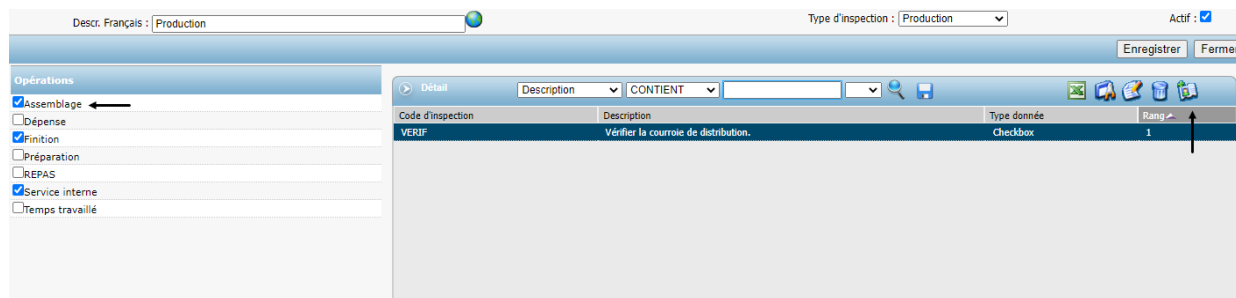 Descr. Français : Production Type d'inspection : Production Actif :
Enregistrer Fermer
Opérations
Détail Description CONTIENT
Assemblage
Dépense
Finition
Préparation
REPAS
Service interne
Temps travaillé
Code d'inspection Description Type donnée Rang
VERIF Vérifier la courroie de distribution. Checkbox 1